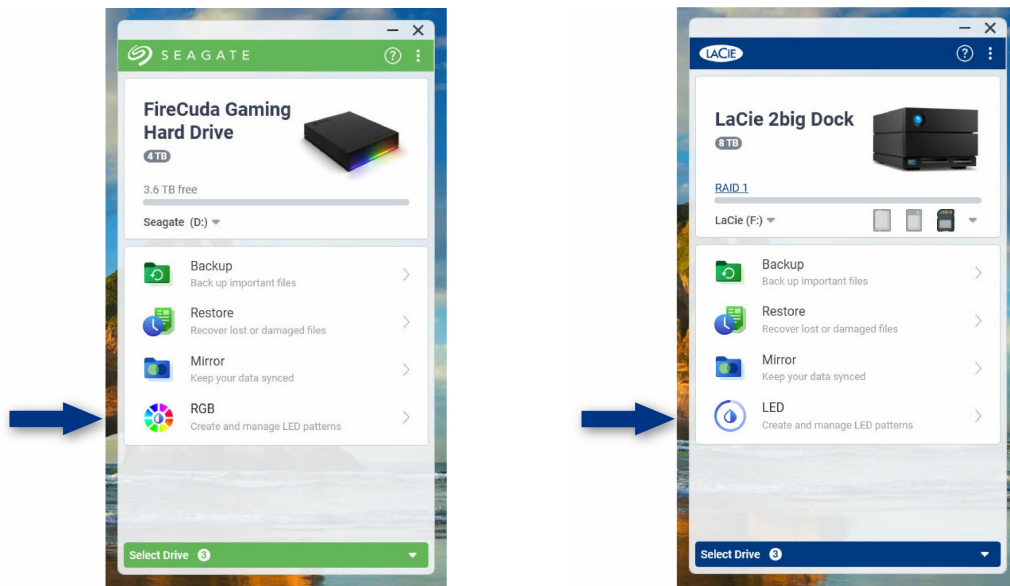 SEAGATE
FireCuda Gaming
Hard Drive
4 TB
3.6 TB free
Seagate (D:)
Backup
Back up important files
Restore
Recover lost or damaged files
Mirror
Keep your data synced
RGB
Create and manage LED patterns
Select Drive 3
LACIE
LaCie 2big Dock
8 TB
RAID 1
LaCie (F:)
Backup
Back up important files
Restore
Recover lost or damaged files
Mirror
Keep your data synced
LED
Create and manage LED patterns
Select Drive 3